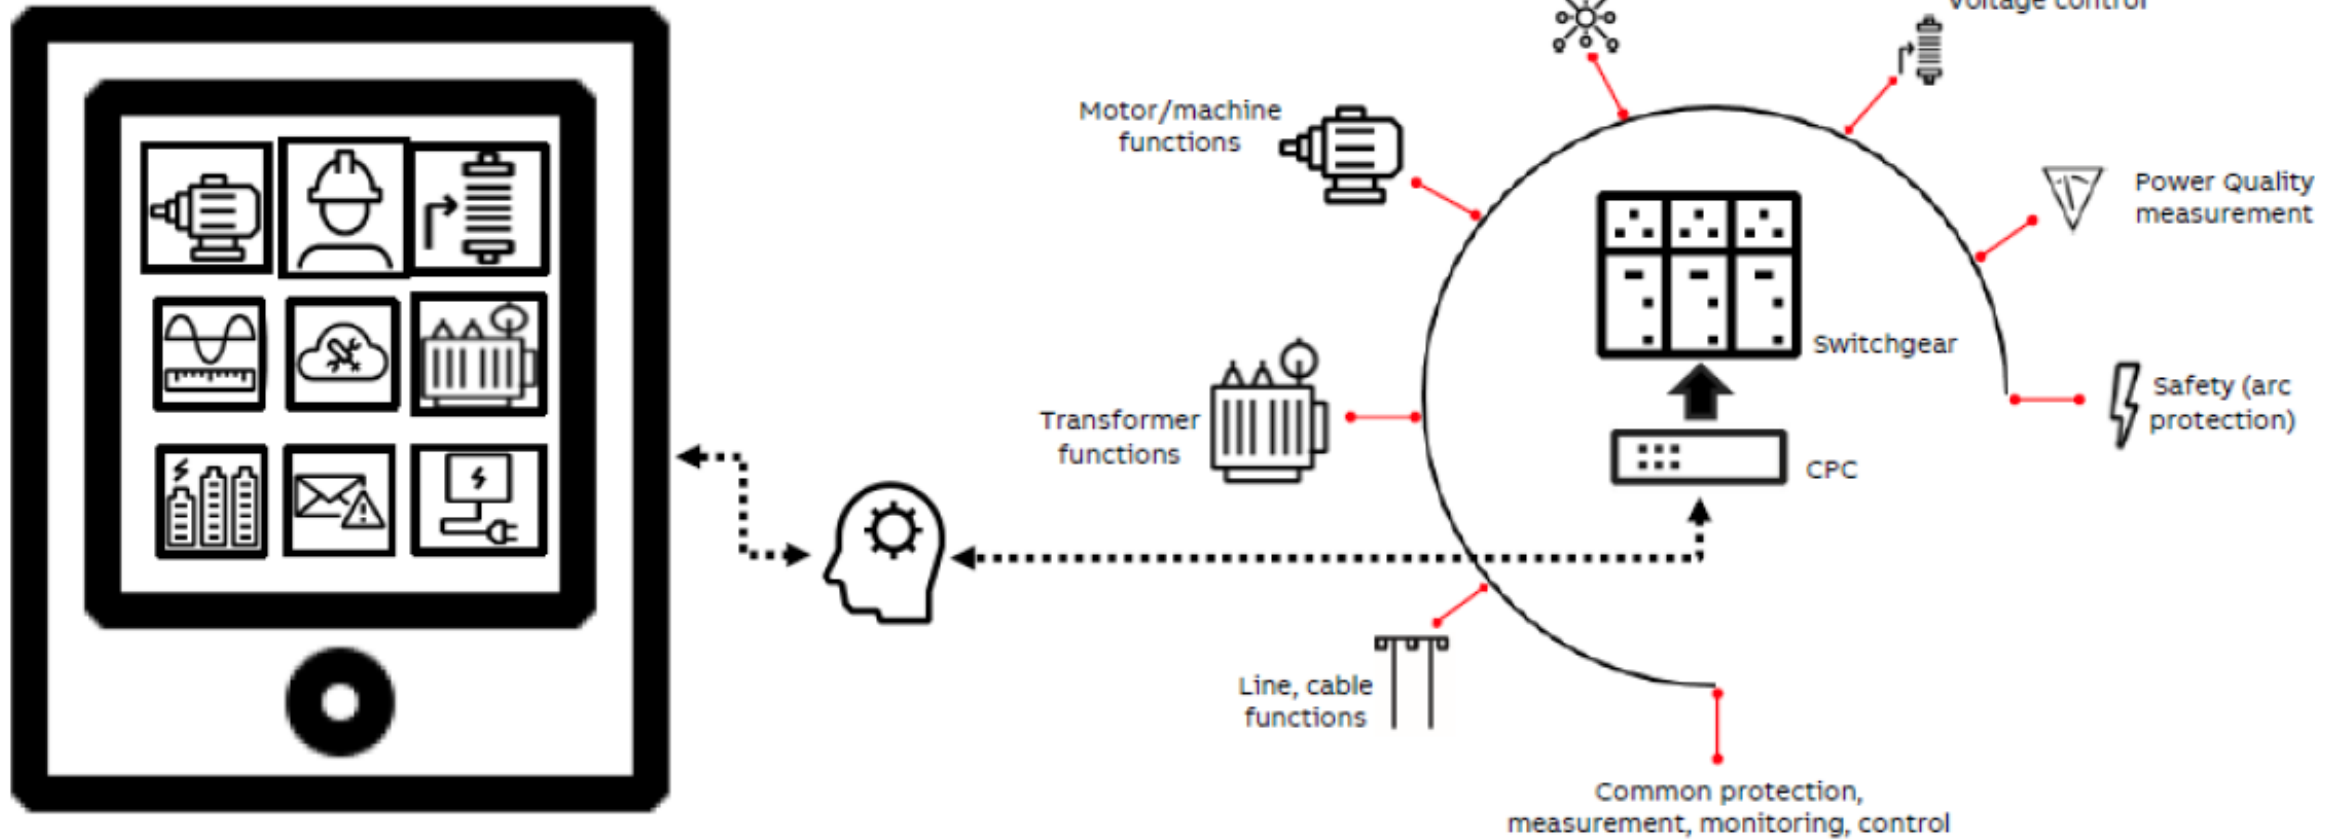 Voltage control
Motor/machine
functions
Power Quality
measurement
Switchgear
Safety (arc
protection)
Transformer
functions
CPC
Line, cable
functions
Common protection,
measurement, monitoring, control